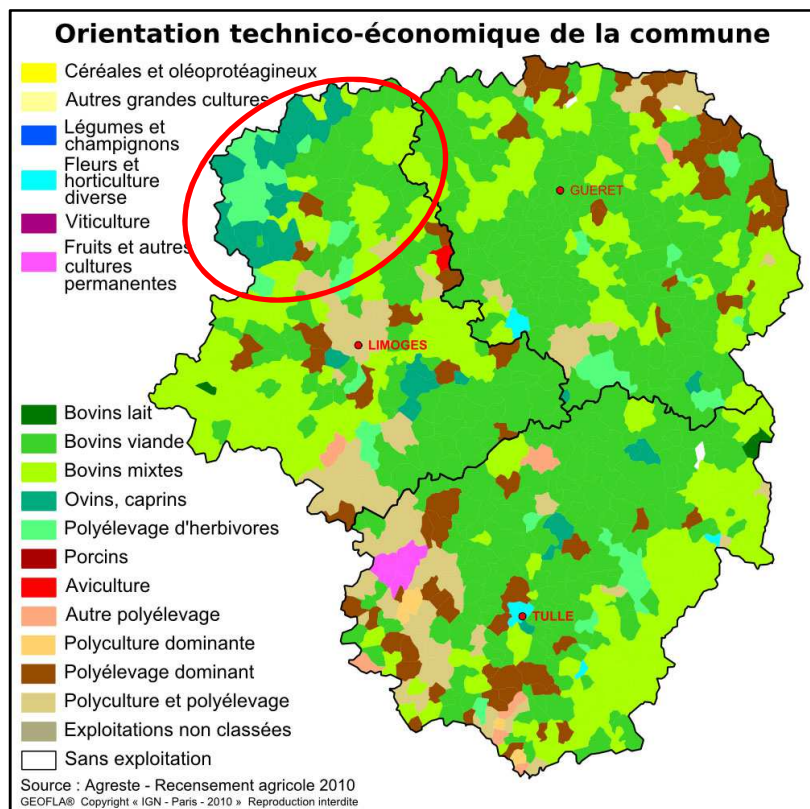 Orientation technico-économique de la commune
Céréales et oléoprotéagineux
Autres grandes cultures
Légumes et
champignons
Fleurs et
horticulture
diverse
Viticulture
Fruits et autres
cultures
permanentes
GUERET
LIMOGES
Bovins lait
Bovins viande
Bovins mixtes
Ovins, caprins
Polyélevage d'herbivores
Porcins
Aviculture
Autre polyélevage
Polyculture dominante
TULLE
Polyélevage dominant
Polyculture et polyélevage
Exploitations non classées
Sans exploitation
Source : Agreste - Recensement agricole 2010
GEOFLA® Copyright « IGN - Paris - 2010 » Reproduction interdite